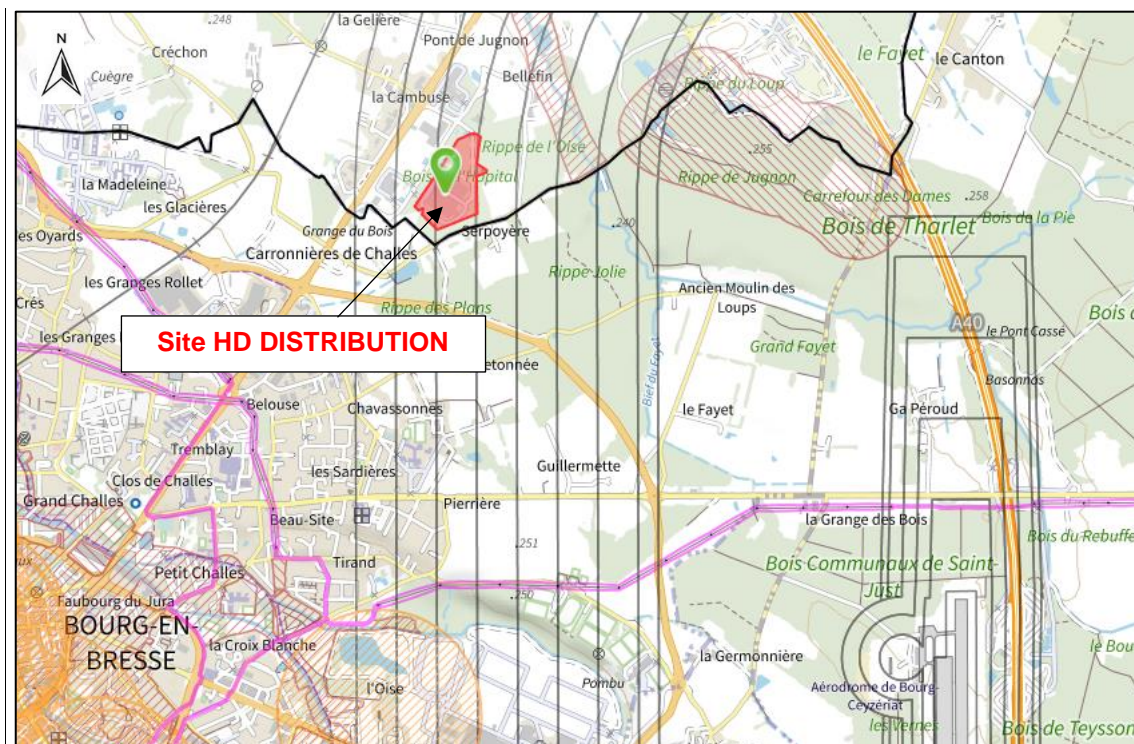 N
.248
la Gelière
Créchon
Pont de Jugnon
le Fayet
le Canton
Cuègre
Bellefin
la Cambuse
Rippe du Loup
Rippe de l'Oise
.255
Rippe de Jugnon
la Madeleine
les Glacières
Carrefour des Dames
.258
Bois de la Pie
Grange du Bois
Serpoyère
.240
Bois de Tharlet
es Oyards
Carronnières de Challes
Rippe Jolie
les Granges Rollet
Ancien Moulin des
Loups
Crés
Rippe des Plans
A40
le Pont Cassé
Bois d
les Granges
Site HD DISTRIBUTION
Grand Fayet
Bief du Fayet
etonnée
Basonnas
Belouse
Chavassonnes
le Fayet
Ga Péroud
Tremblay
les Sardières
Guillermette
Clos de Challes
Grand Challes
Pierrière
Beau-Site
la Grange des Bois
Bois du Rebuffe
.251
Tirand
Bois Communaux de Saint-
Just
Petit Challes
.250
Faubourg du Jura
BOURG-EN-
BRESSE
la Croix Blanche
la Germonnière
le Bou
l'Oise
Pombu
Aérodrome de Bourg-
Ceyzériat
les Vernes
Bois de Teysson